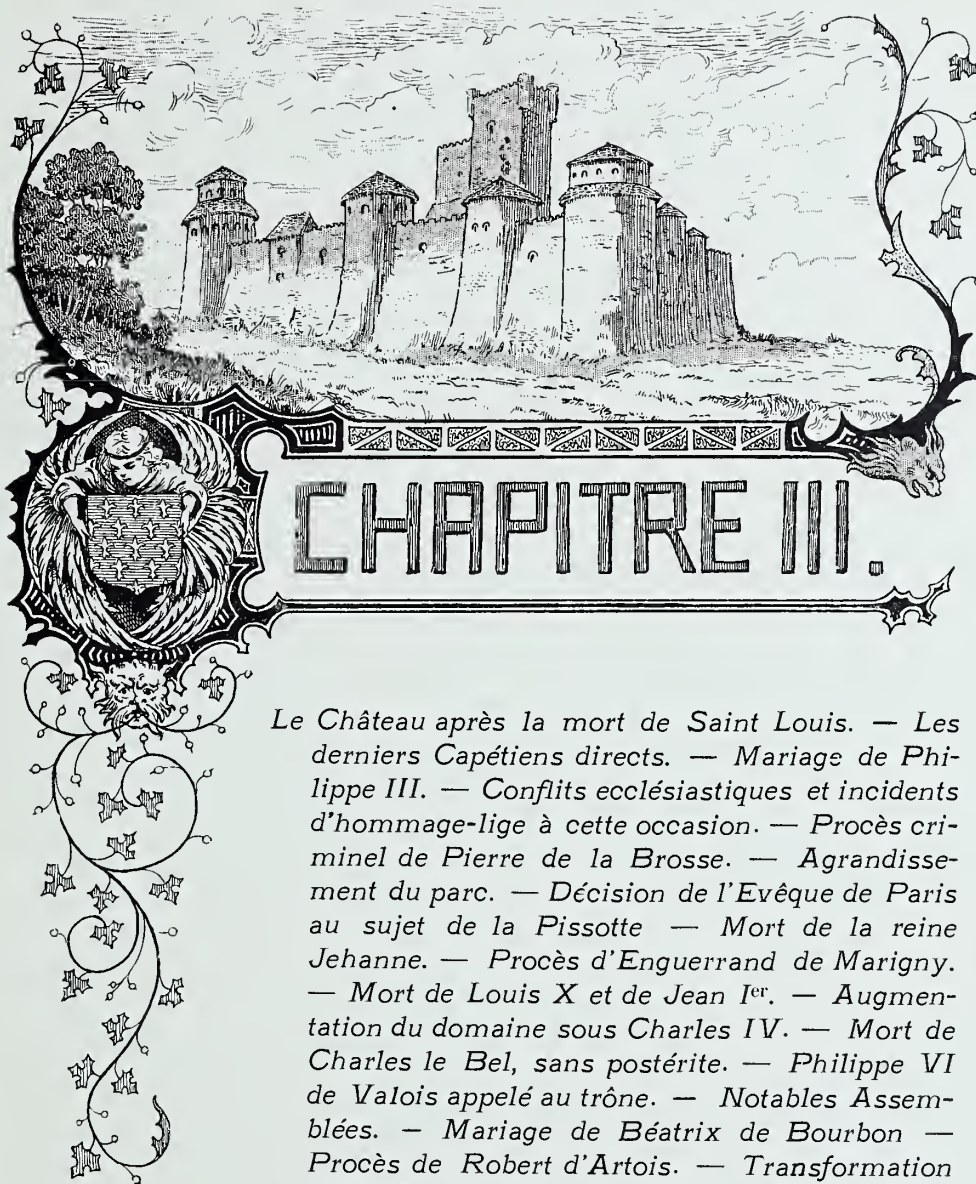 CHAPITRE III.
Le Château après la mort de Saint Louis. — Les
derniers Capétiens directs. — Mariage de Phi-
lippe III. — Conflits ecclésiastiques et incidents
d'hommage-lige à cette occasion. — Procès cri-
minel de Pierre de la Brosse. — Agrandisse-
ment du parc. — Décision de l'Evêque de Paris
au sujet de la Pissotte — Mort de la reine
Jehanne. — Procès d'Enguerrand de Marigny.
— Mort de Louis X et de Jean Ier. — Augmen-
tation du domaine sous Charles IV. — Mort de
Charles le Bel, sans postérite. — Philippe VI
de Valois appelé au trône. — Notables Assem-
blées. — Mariage de Béatrix de Bourbon —
Procès de Robert d'Artois. — Transformation